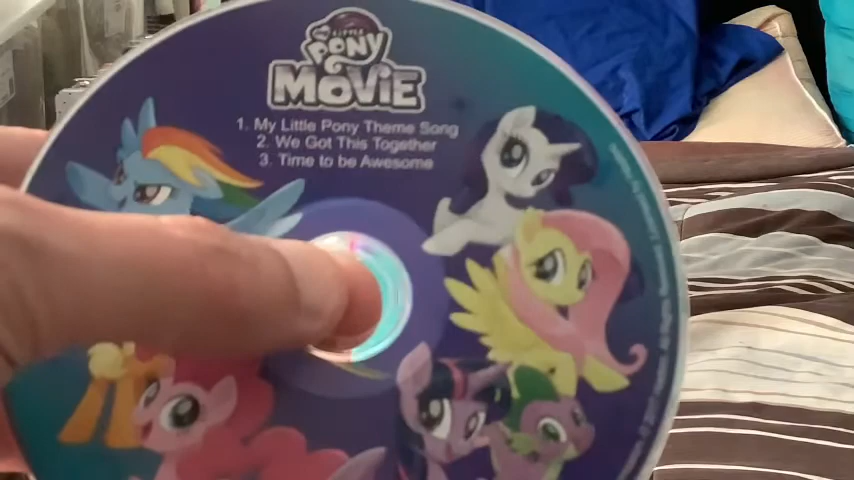 MY LITTLE
PONY
MOViE
1. My Little Pony Theme Song
2. We Got This Together
3. Time to be Awesome